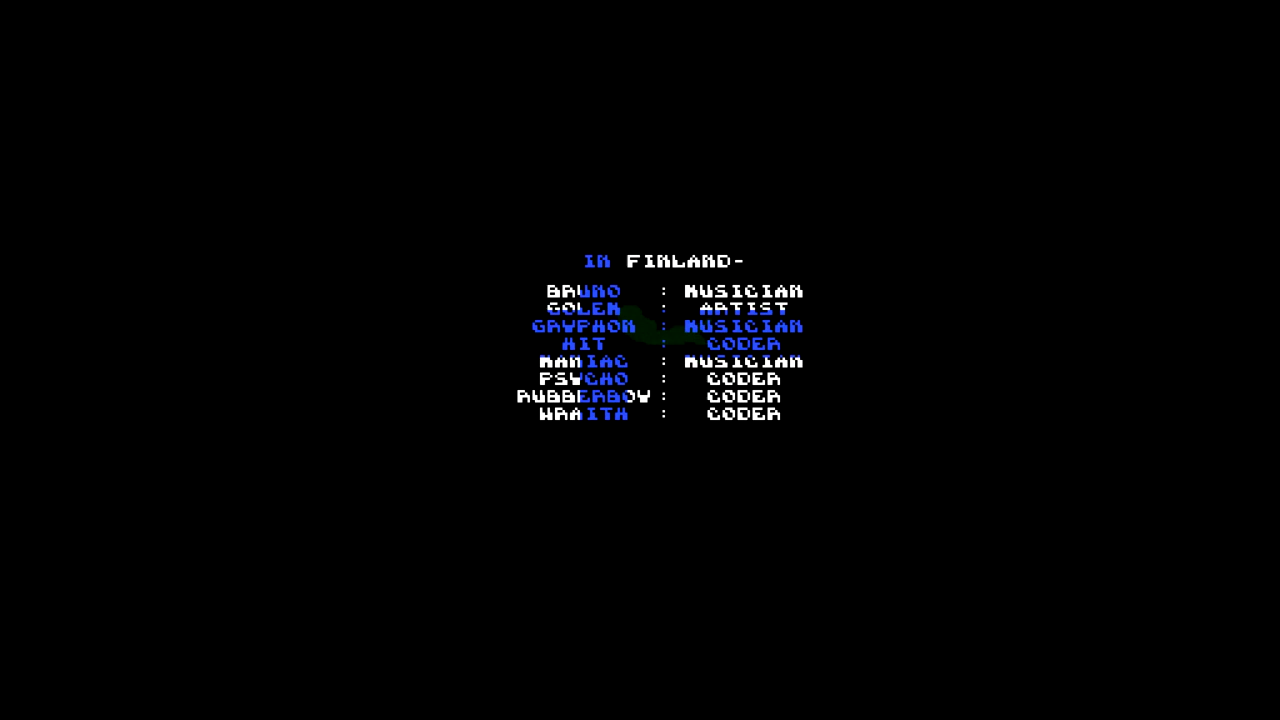 IN FINLAND-
BRUNO : MUSICIAN
GOLEM : ARTIST
GRYPHON : MUSICIAN
HIT : CODER
MANIAC : MUSICIAN
PSYCHO : CODER
RUBBERBOY : CODER
WRAITH : CODER